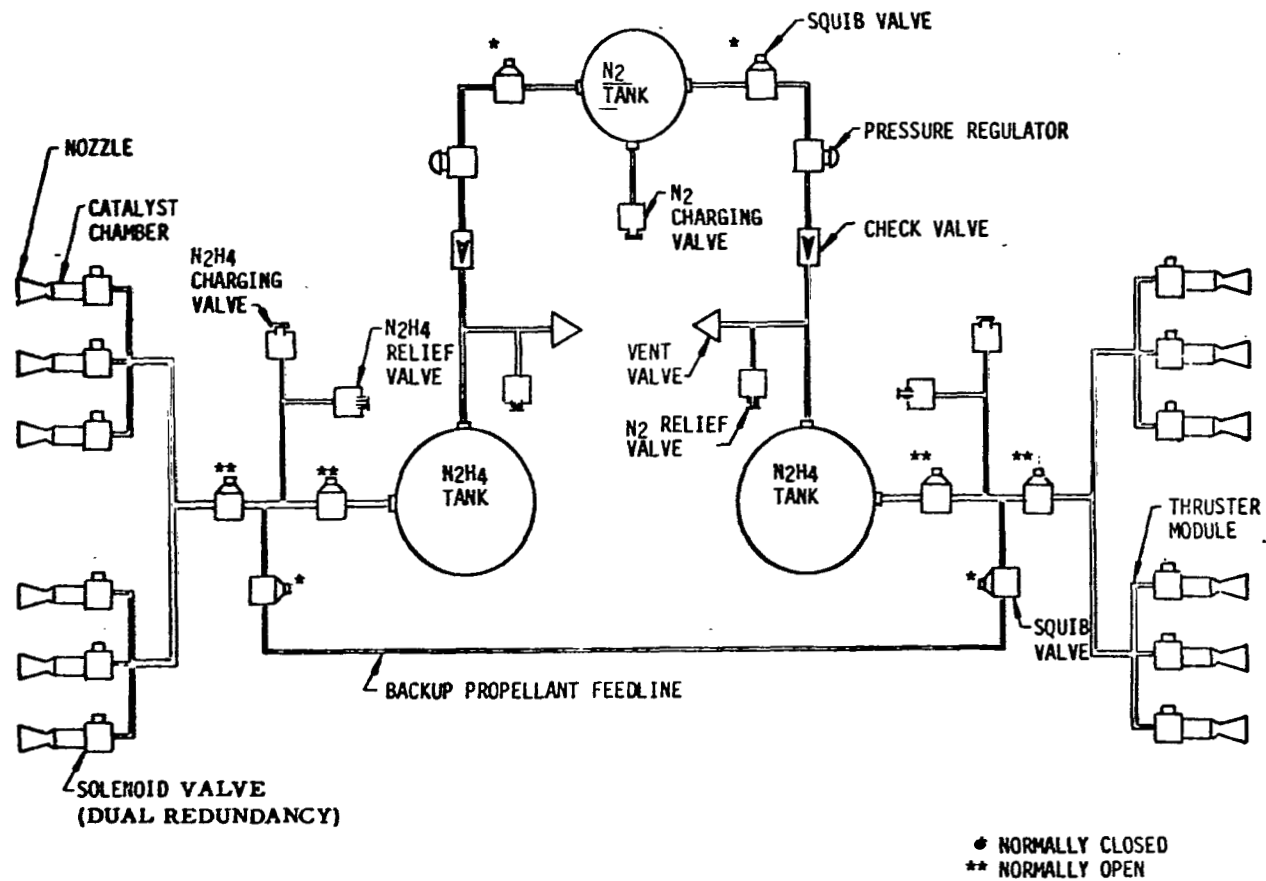 *
*
SQUIB VALVE
N2
TANK
PRESSURE REGULATOR
NOZZLE
N2
CHARGING
VALVE
CATALYST
CHAMBER
CHECK VALVE
N2H4
CHARGING
VALVE
N2H4
RELIEF
VALVE
VENT
VALVE
N2 RELIEF
VALVE
**
**
N2H4
TANK
N2H4
TANK
**
**
THRUSTER
MODULE
*
*
SQUIB
VALVE
BACKUP PROPELLANT FEEDLINE
SOLENOID VALVE
(DUAL REDUNDANCY)
* NORMALLY CLOSED
** NORMALLY OPEN